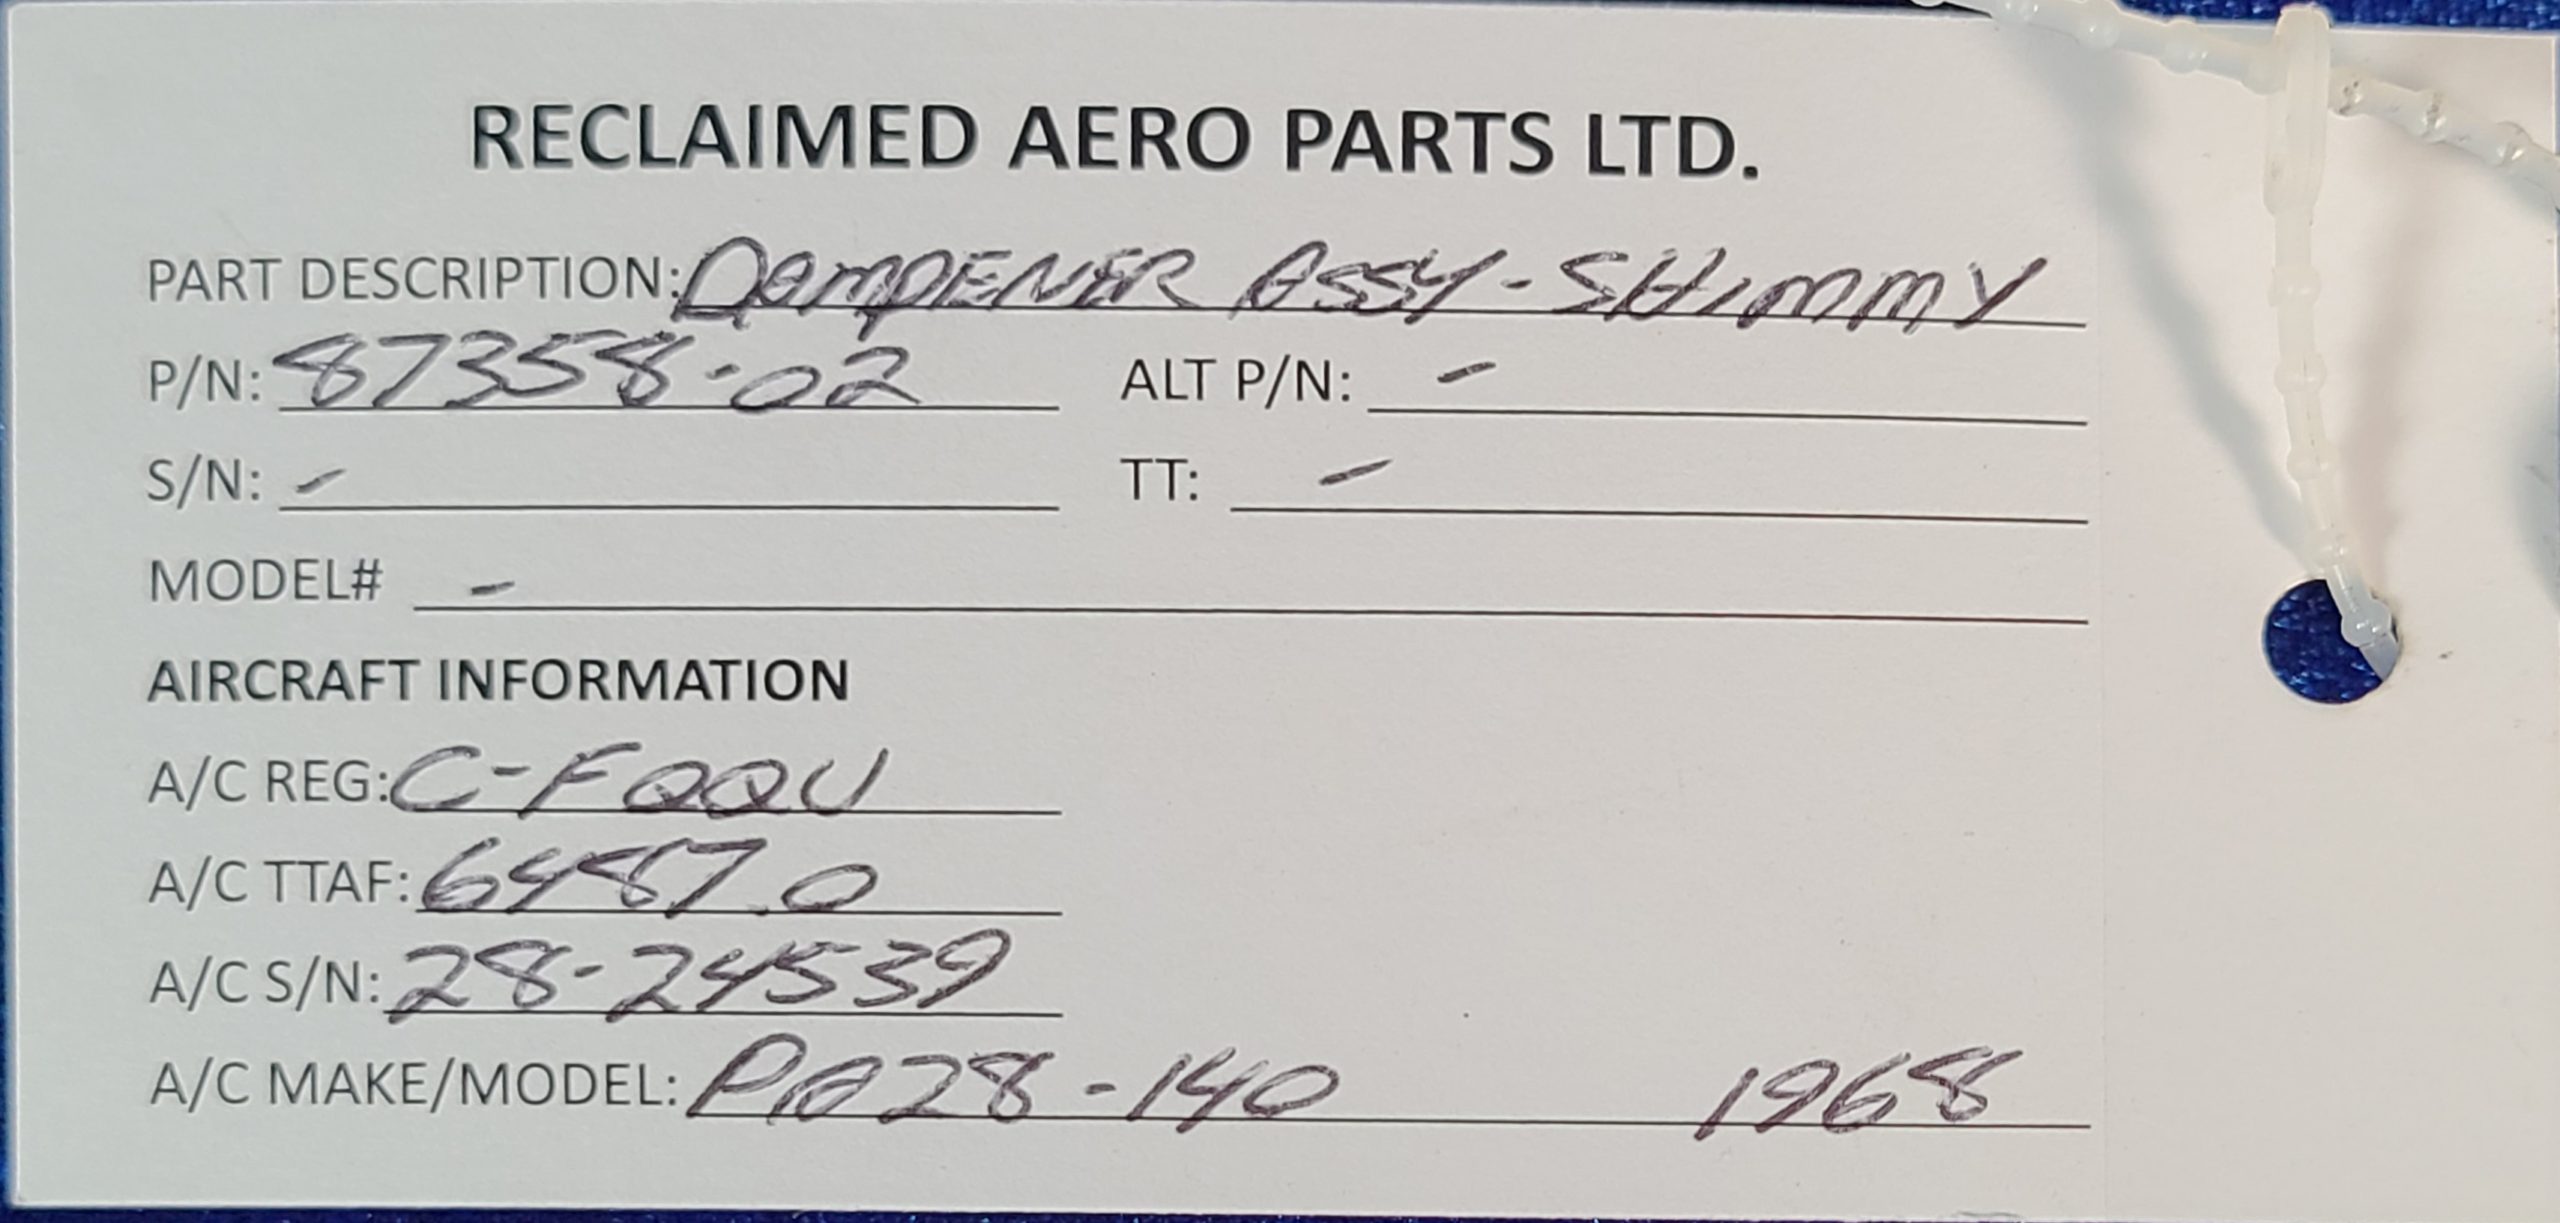 RECLAIMED AERO PARTS LTD.
PART DESCRIPTION: DAMPENER ASSY - SHIMMY
P/N: 87358-02 ALT P/N: -
S/N: - TT: -
MODEL# -
AIRCRAFT INFORMATION
A/C REG: C-FQQU
A/C TTAF: 6487.0
A/C S/N: 28-24539
A/C MAKE/MODEL: PA28-140 1968